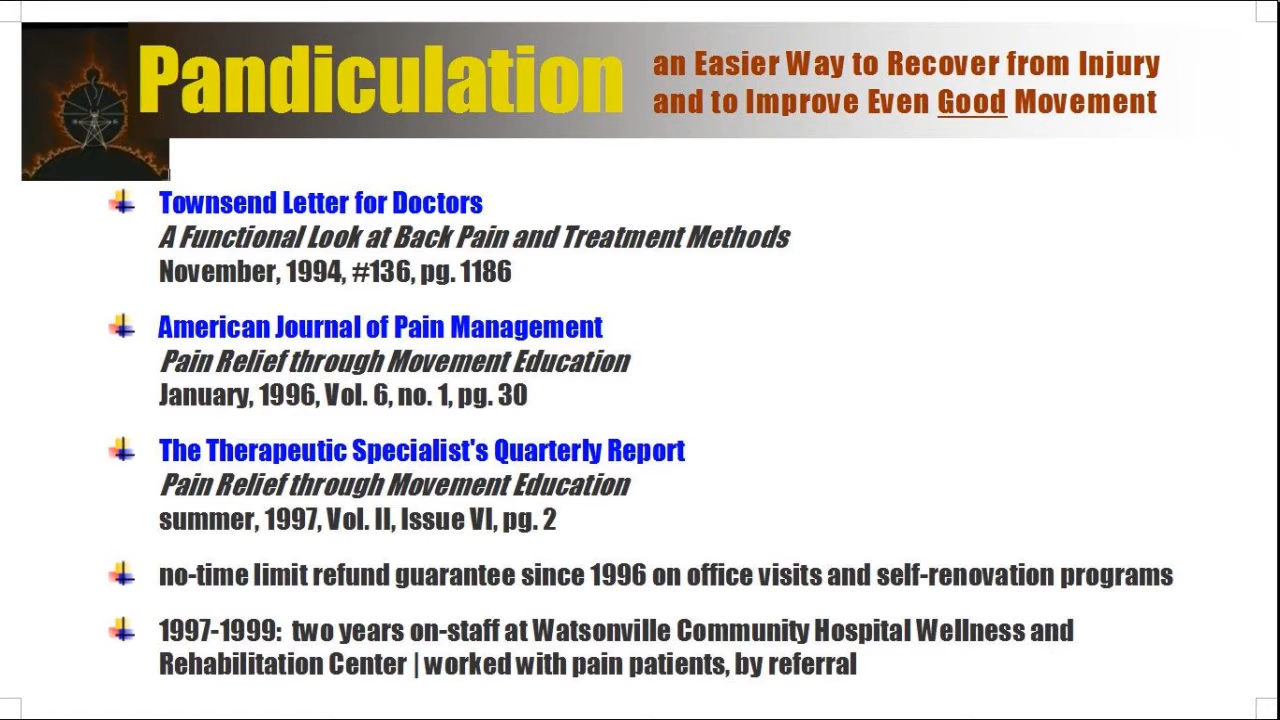 Pandiculation
an Easier Way to Recover from Injury
and to Improve Even Good Movement
Townsend Letter for Doctors
A Functional Look at Back Pain and Treatment Methods
November, 1994, #136, pg. 1186
American Journal of Pain Management
Pain Relief through Movement Education
January, 1996, Vol. 6, no. 1, pg. 30
The Therapeutic Specialist's Quarterly Report
Pain Relief through Movement Education
summer, 1997, Vol. II, Issue VI, pg. 2
no-time limit refund guarantee since 1996 on office visits and self-renovation programs
1997-1999:  two years on-staff at Watsonville Community Hospital Wellness and
Rehabilitation Center | worked with pain patients, by referral